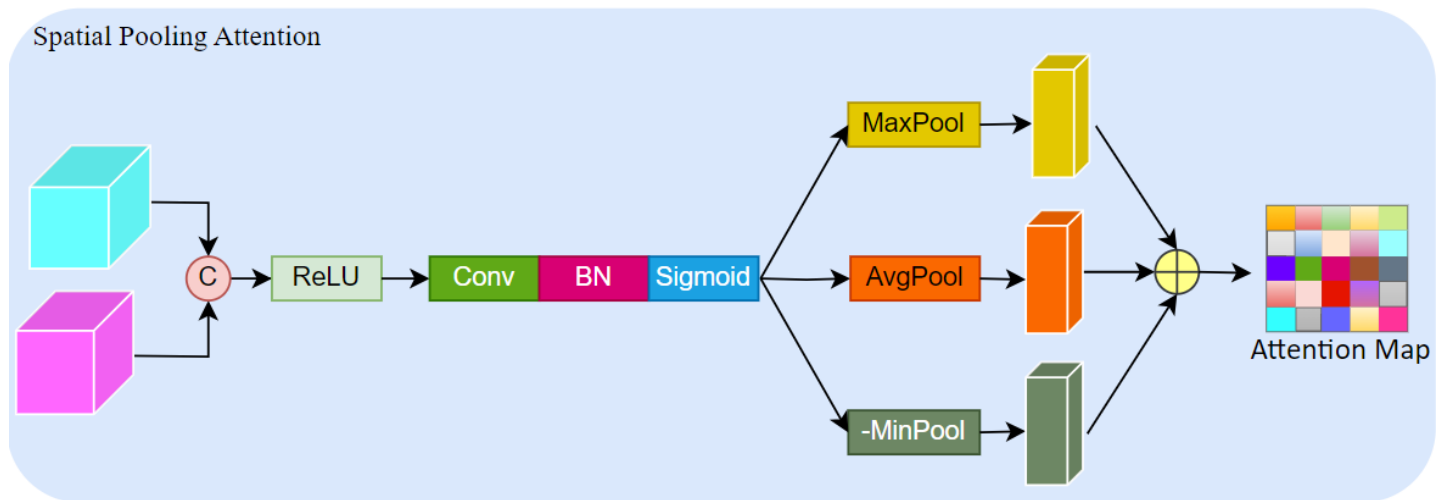 Spatial Pooling Attention
MaxPool
C
ReLU
Conv
BN
Sigmoid
AvgPool
-MinPool
Attention Map